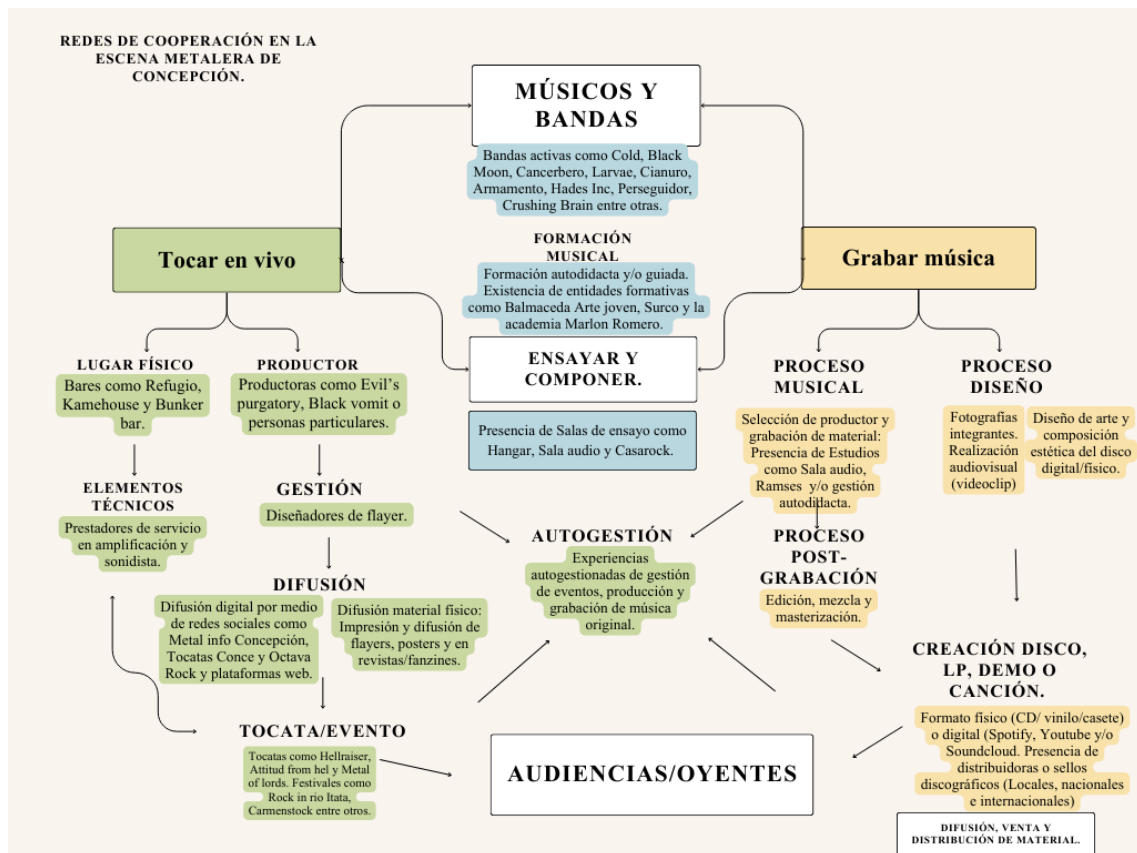 REDES DE COOPERACIÓN EN LA
ESCENA METALERA DE
CONCEPCIÓN.
MÚSICOS Y
BANDAS
Bandas activas como Cold, Black
Moon, Cancerbero, Larvae, Cianuro,
Armamento, Hades Inc, Perseguidor,
Crushing Brain entre otras.
Tocar en vivo
FORMACIÓN
MUSICAL
Formación autodidacta y/o guiada.
Existencia de entidades formativas
como Balmaceda Arte joven, Surco y la
academia Marlon Romero.
Grabar música
ENSAYAR Y
COMPONER.
Presencia de Salas de ensayo como
Hangar, Sala audio y Casarock.
LUGAR FÍSICO
Bares como Refugio,
Kamehouse y Bunker
bar.
PRODUCTOR
Productoras como Evil's
purgatory, Black vomit o
personas particulares.
PROCESO
MUSICAL
Selección de productor y
grabación de material:
Presencia de Estudios
como Sala audio,
Ramses y/o gestión
autodidacta.
PROCESO
DISEÑO
Fotografías
integrantes.
Realización
audiovisual
(videoclip)
Diseño de arte y
composición
estética del disco
digital/físico.
ELEMENTOS
TÉCNICOS
Prestadores de servicio
en amplificación y
sonidista.
GESTIÓN
Diseñadores de flayer.
DIFUSIÓN
Difusión digital por medio
de redes sociales como
Metal info Concepción,
Tocatas Conce y Octava
Rock y plataformas web.
Difusión material físico:
Impresión y difusión de
flayers, posters y en
revistas/fanzines.
AUTOGESTIÓN
Experiencias
autogestionadas de gestión
de eventos, producción y
grabación de música
original.
PROCESO
POST-
GRABACIÓN
Edición, mezcla y
masterización.
TOCATA/EVENTO
Tocatas como Hellraiser,
Attitud from hel y Metal
of lords. Festivales como
Rock in rio Itata,
Carmenstock entre otros.
AUDIENCIAS/OYENTES
CREACIÓN DISCO,
LP, DEMO O
CANCIÓN.
Formato físico (CD/ vinilo/casete)
o digital (Spotify, Youtube y/o
Soundcloud. Presencia de
distribuidoras o sellos
discográficos (Locales, nacionales
e internacionales)
DIFUSIÓN, VENTA Y
DISTRIBUCIÓN DE MATERIAL.